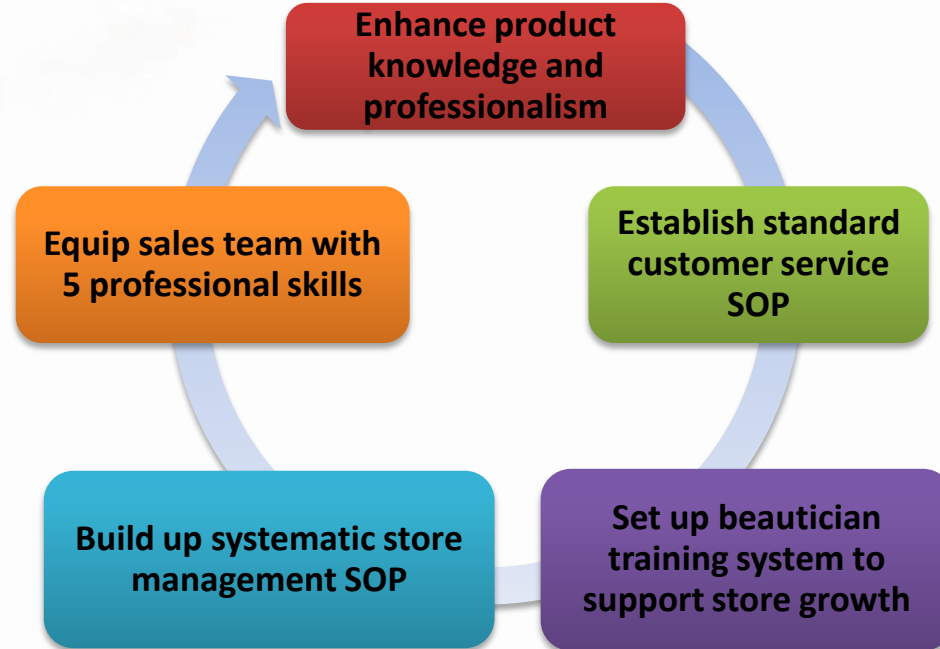 Enhance product
knowledge and
professionalism
Establish standard
customer service
SOP
Set up beautician
training system to
support store growth
Build up systematic store
management SOP
Equip sales team with
5 professional skills